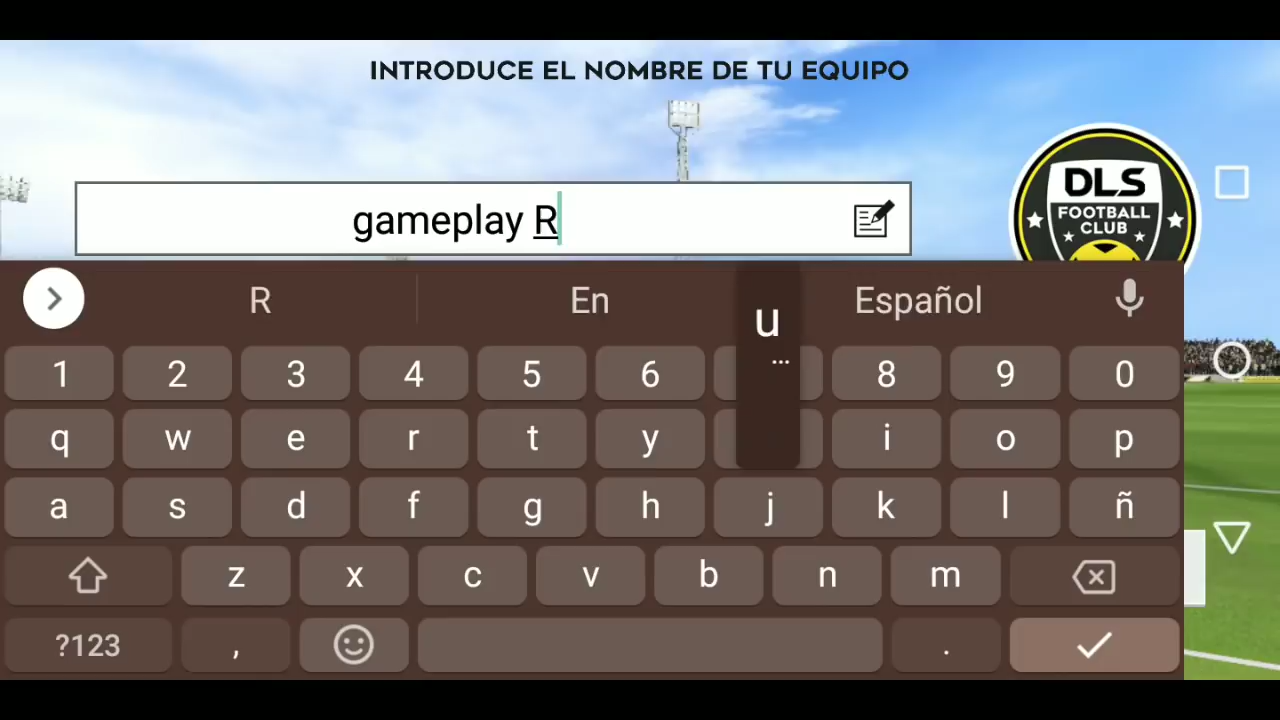 INTRODUCE EL NOMBRE DE TU EQUIPO
gameplay R
DLS
FOOTBALL
CLUB
R En Español
u
...
1 2 3 4 5 6 8 9 0
q w e r t y i o p
a s d f g h j k l ñ
z x c v b n m
?123 , .